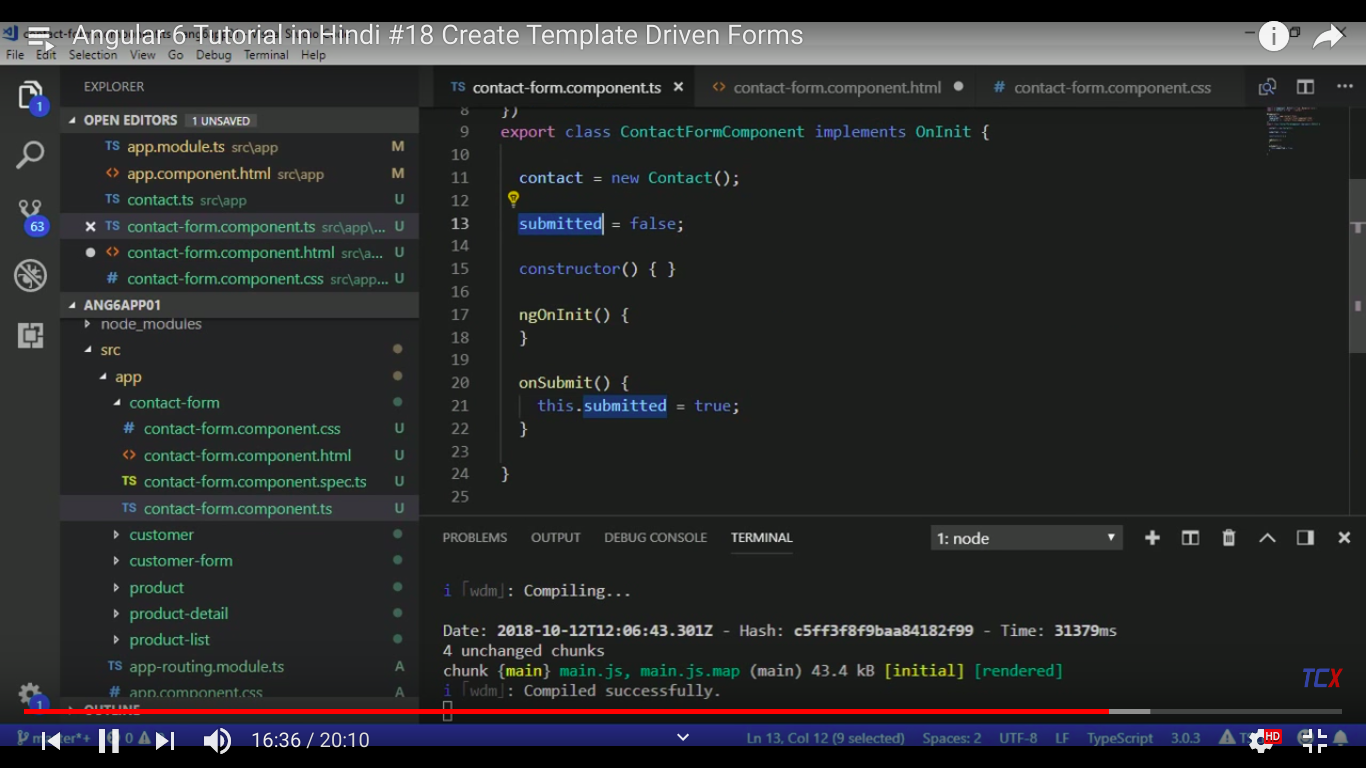 Angular 6 Tutorial in Hindi #18 Create Template Driven Forms
File Edit Selection View Go Debug Terminal Help
EXPLORER
OPEN EDITORS 1 UNSAVED
TS app.module.ts src\app M
<> app.component.html src\app M
TS contact.ts src\app U
TS contact-form.component.ts src\app\... U
<> contact-form.component.html src\a... U
# contact-form.component.css src\app... U
ANG6APP01
node_modules
src
app
contact-form
# contact-form.component.css U
<> contact-form.component.html U
TS contact-form.component.spec.ts U
TS contact-form.component.ts U
customer
customer-form
product
product-detail
product-list
TS app-routing.module.ts A
# app.component.css A
OUTLINE
1
63
1
TS contact-form.component.ts
<> contact-form.component.html
# contact-form.component.css
8 })
9 export class ContactFormComponent implements OnInit {
10
11 contact = new Contact();
12
13 submitted = false;
14
15 constructor() { }
16
17 ngOnInit() {
18 }
19
20 onSubmit() {
21 this.submitted = true;
22 }
23
24 }
25
PROBLEMS OUTPUT DEBUG CONSOLE TERMINAL 1: node
i ｢wdm｣: Compiling...
Date: 2018-10-12T12:06:43.301Z - Hash: c5ff3f8f9baa84182f99 - Time: 31379ms
4 unchanged chunks
chunk {main} main.js, main.js.map (main) 43.4 kB [initial] [rendered]
i ｢wdm｣: Compiled successfully.
TCX
16:36 / 20:10
Ln 13, Col 12 (9 selected) Spaces: 2 UTF-8 LF TypeScript 3.0.3
HD